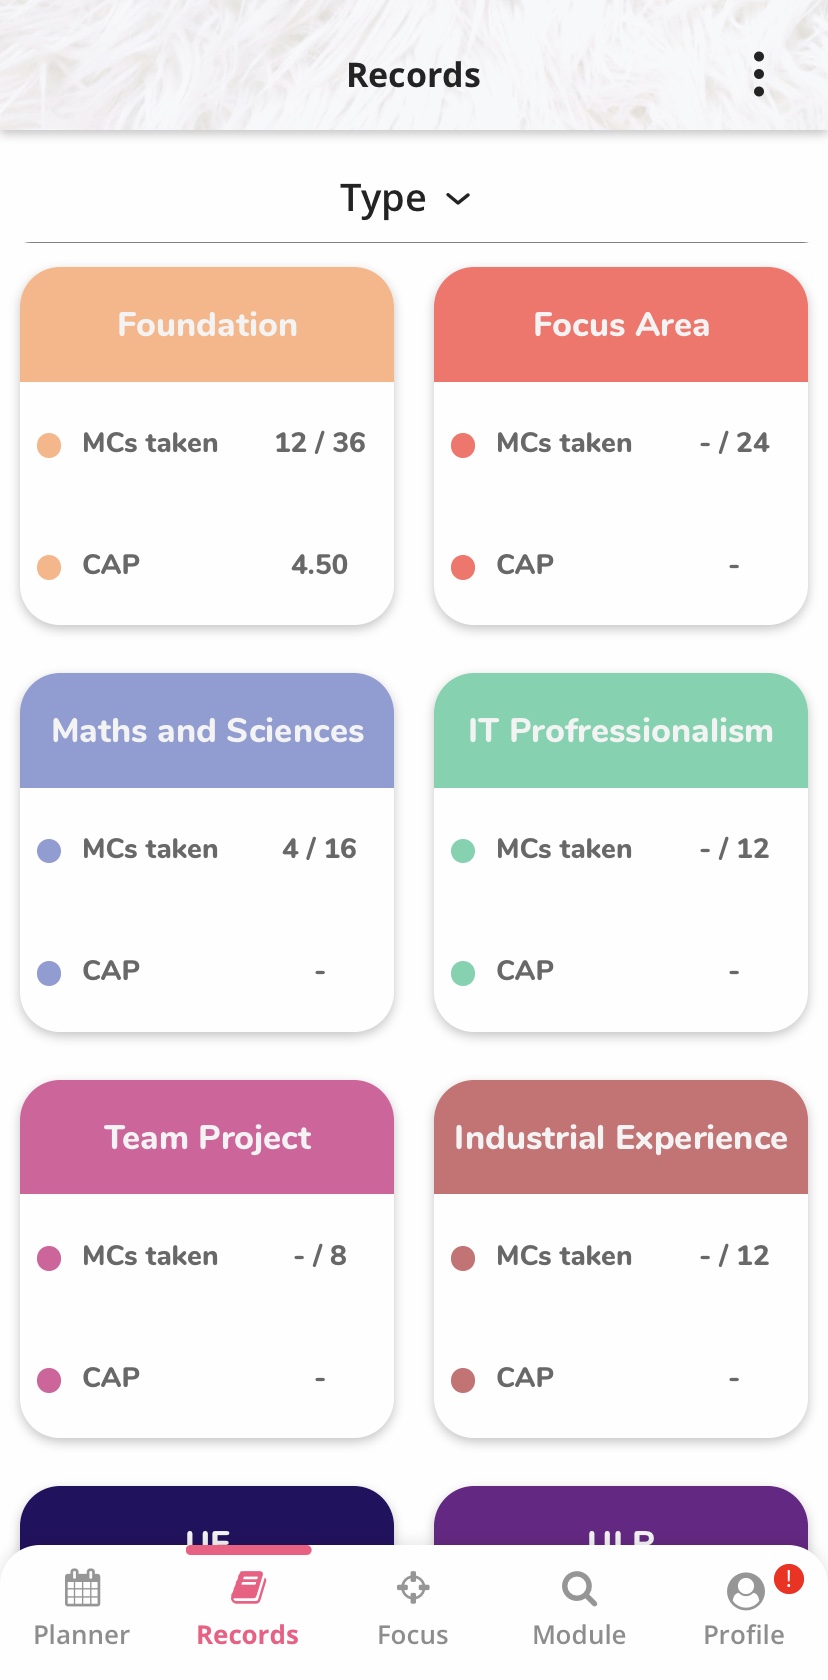 Records
Type
Foundation
MCs taken 12 / 36
CAP 4.50
Focus Area
MCs taken - / 24
CAP -
Maths and Sciences
MCs taken 4 / 16
CAP -
IT Profressionalism
MCs taken - / 12
CAP -
Team Project
MCs taken - / 8
CAP -
Industrial Experience
MCs taken - / 12
CAP -
UE
ULR
!
Planner
Records
Focus
Module
Profile